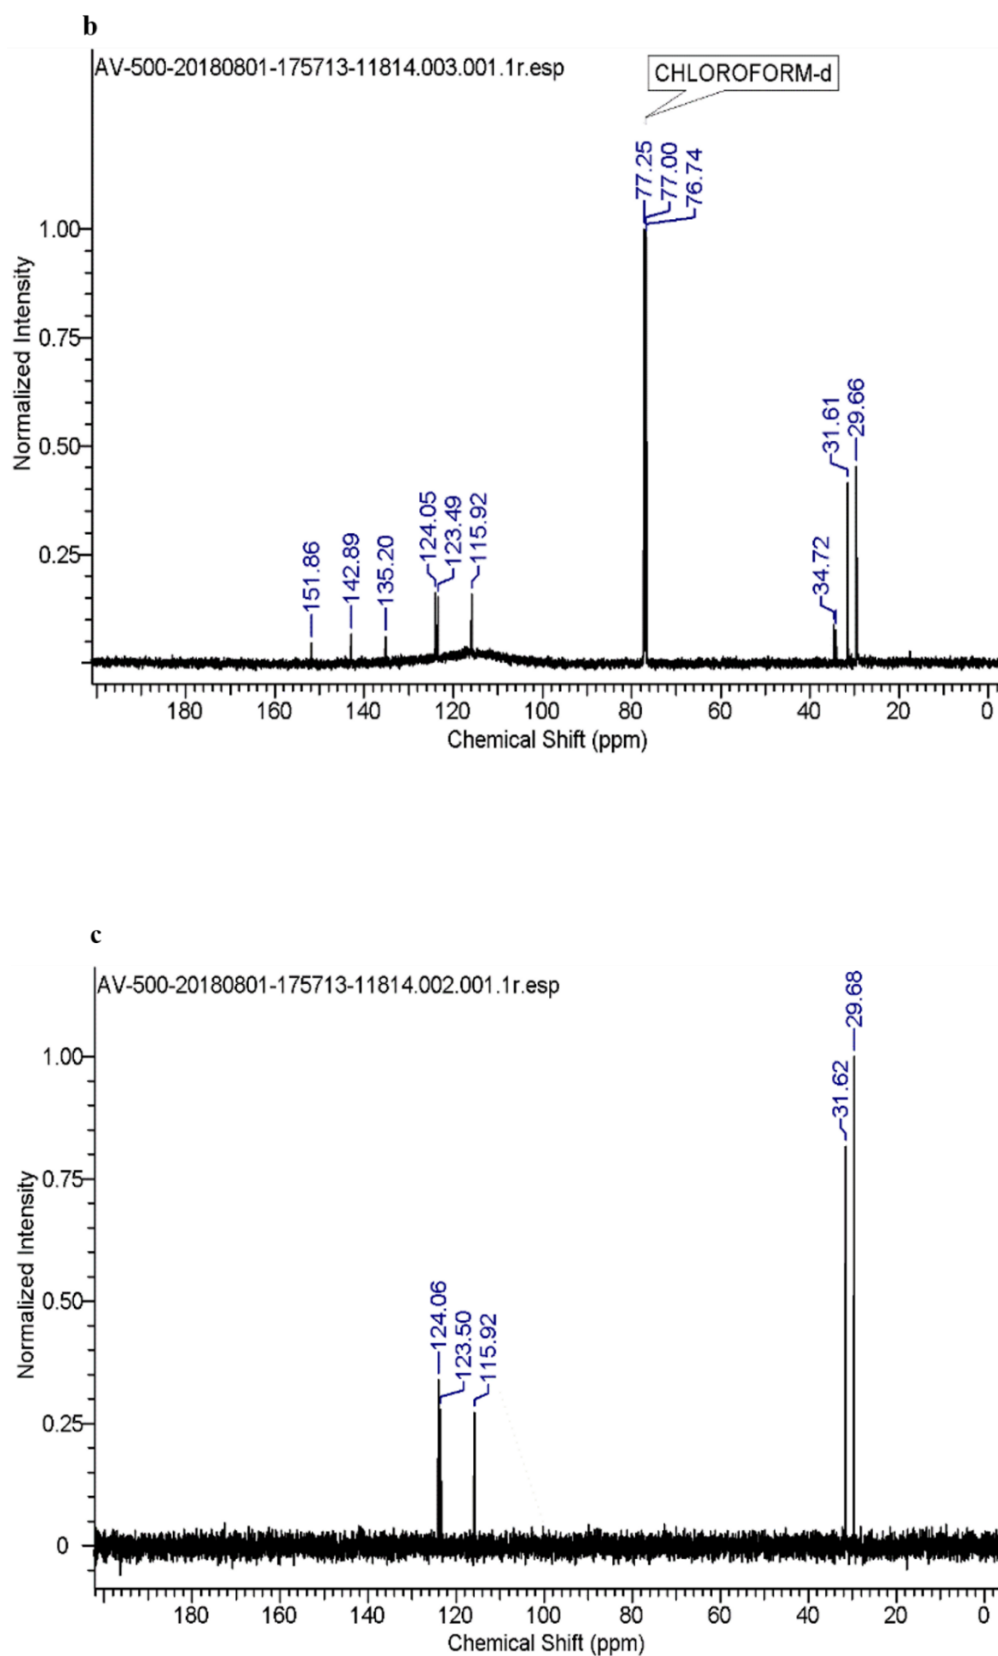 b
AV-500-20180801-175713-11814.003.001.1r.esp
CHLOROFORM-d
77.25
77.00
76.74
1.00
0.75
0.50
0.25
Normalized Intensity
151.86
142.89
135.20
124.05
123.49
115.92
34.72
31.61
29.66
180 160 140 120 100 80 60 40 20 0
Chemical Shift (ppm)
c
AV-500-20180801-175713-11814.002.001.1r.esp
1.00
0.75
0.50
0.25
0
Normalized Intensity
124.06
123.50
115.92
31.62
29.68
180 160 140 120 100 80 60 40 20 0
Chemical Shift (ppm)